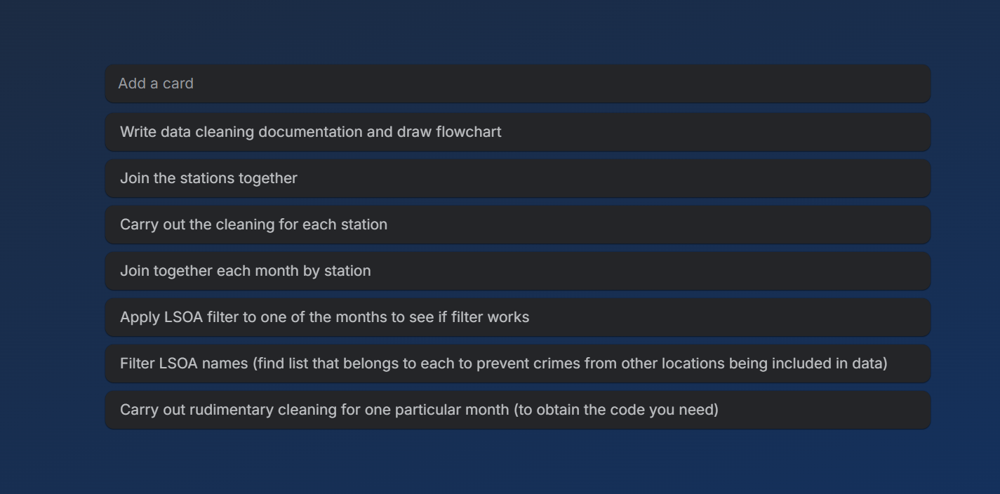 Add a card
Write data cleaning documentation and draw flowchart
Join the stations together
Carry out the cleaning for each station
Join together each month by station
Apply LSOA filter to one of the months to see if filter works
Filter LSOA names (find list that belongs to each to prevent crimes from other locations being included in data)
Carry out rudimentary cleaning for one particular month (to obtain the code you need)